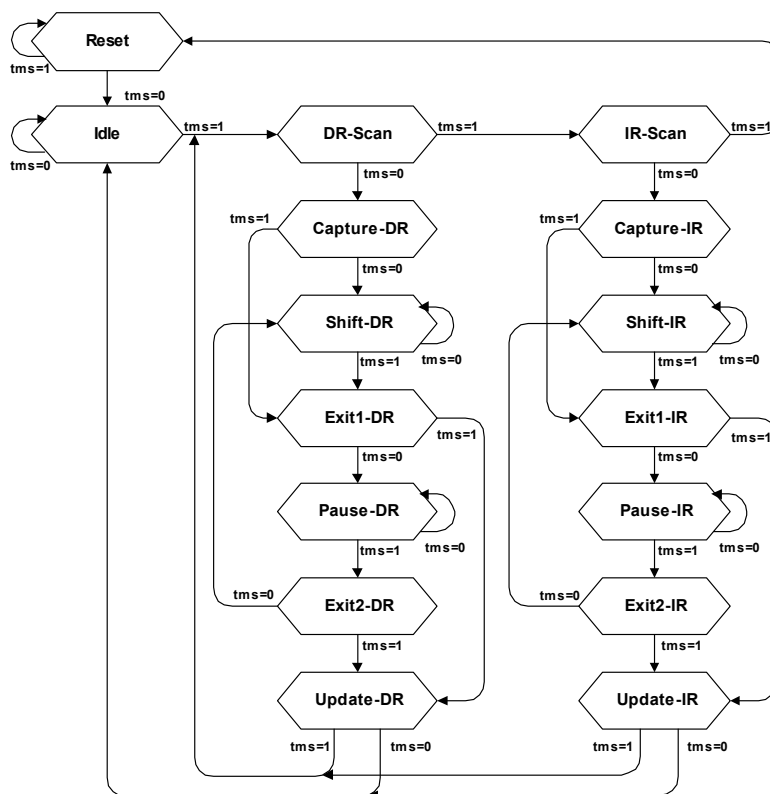 Reset
tms=1
tms=0
Idle
tms=1
DR-Scan
tms=1
IR-Scan
tms=1
tms=0
tms=0
tms=0
tms=1
Capture-DR
tms=1
Capture-IR
tms=0
tms=0
Shift-DR
Shift-IR
tms=1
tms=0
tms=1
tms=0
Exit1-DR
tms=1
Exit1-IR
tms=1
tms=0
tms=0
Pause-DR
Pause-IR
tms=1
tms=0
tms=1
tms=0
tms=0
Exit2-DR
tms=0
Exit2-IR
tms=1
tms=1
Update-DR
Update-IR
tms=1
tms=0
tms=1
tms=0